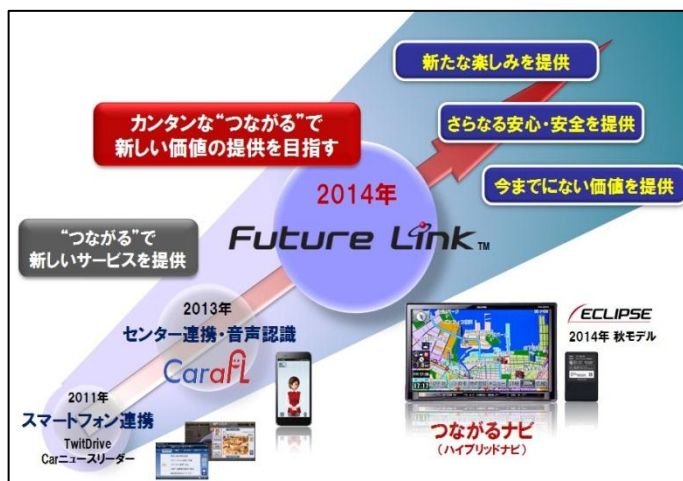 新たな楽しみを提供
カンタンな“つながる”で
新しい価値の提供を目指す
さらなる安心・安全を提供
2014年
今までにない価値を提供
Future Link TM
“つながる”で
新しいサービスを提供
2013年
センター連携・音声認識
CarafL
ECLIPSE
2014年 秋モデル
2011年
スマートフォン連携
TwitDrive
Carニュースリーダー
つながるナビ
(ハイブリッドナビ)